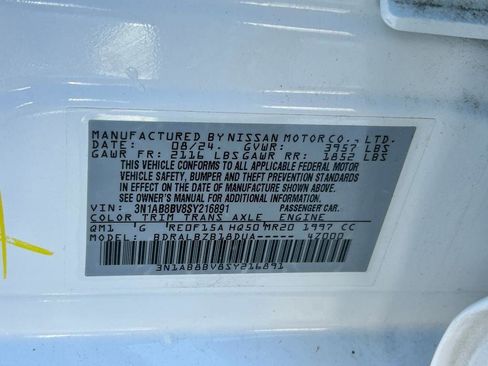 MANUFACTURED BY NISSAN MOTOR CO., LTD.
DATE: 08/24. GVWR: 3957 LBS
GAWR FR: 2116 LBS GAWR RR: 1852 LBS
THIS VEHICLE CONFORMS TO ALL APPLICABLE FEDERAL MOTOR
VEHICLE SAFETY, BUMPER AND THEFT PREVENTION STANDARDS
IN EFFECT ON THE DATE OF MANUFACTURE SHOWN ABOVE.
SEE OWNER'S MANUAL FOR ADDITIONAL INFORMATION.
VIN: 3N1AB8BV8SY216891 PASSENGER CAR.
COLOR TRIM TRANS AXLE ENGINE
QM1 G RE0F15A HQ50 MR20 1997 CC
MODEL: BDRALBZB18DUA----- 47000
3N1AB8BV8SY216891